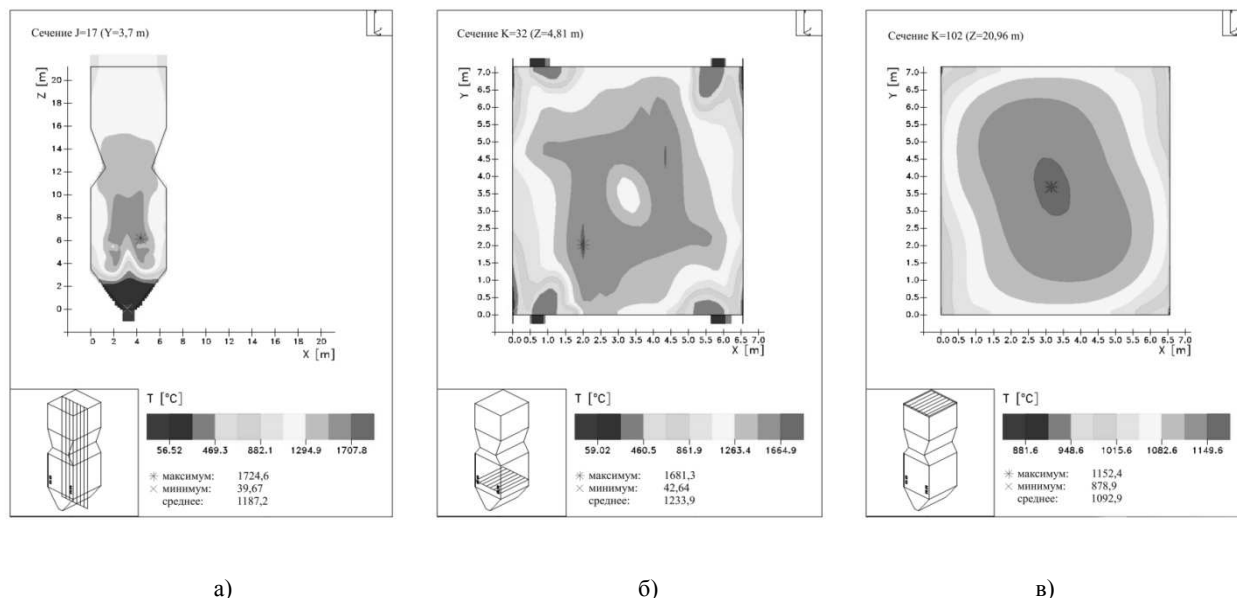 Сечение J=17 (Y=3,7 m)
Z [m]
20
18
16
14
12
10
8
6
4
2
0
0 2 4 6 8 10 12 14 16 18 20
X [m]
T [°C]
56.52 469.3 882.1 1294.9 1707.8
максимум: 1724,6
минимум: 39,67
среднее: 1187,2
Сечение K=32 (Z=4,81 m)
Y [m]
7.0
6.5
6.0
5.5
5.0
4.5
4.0
3.5
3.0
2.5
2.0
1.5
1.0
0.5
0.0
0.0 0.5 1.0 1.5 2.0 2.5 3.0 3.5 4.0 4.5 5.0 5.5 6.0 6.5 7.0
X [m]
T [°C]
59.02 460.5 861.9 1263.4 1664.9
максимум: 1681,3
минимум: 42,64
среднее: 1233,9
Сечение K=102 (Z=20,96 m)
Y [m]
7.0
6.5
6.0
5.5
5.0
4.5
4.0
3.5
3.0
2.5
2.0
1.5
1.0
0.5
0.0
0.0 0.5 1.0 1.5 2.0 2.5 3.0 3.5 4.0 4.5 5.0 5.5 6.0 6.5 7.0
X [m]
T [°C]
881.6 948.6 1015.6 1082.6 1149.6
максимум: 1152,4
минимум: 878,9
среднее: 1092,9
а) б) в)